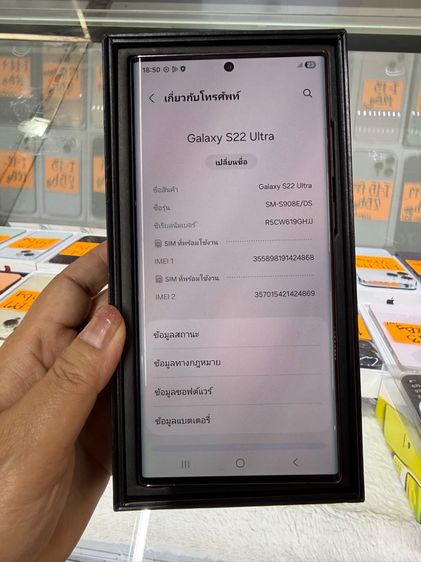 18:50
23
เกี่ยวกับโทรศัพท์
Galaxy S22 Ultra
เปลี่ยนชื่อ
ชื่อสินค้า Galaxy S22 Ultra
ชื่อรุ่น SM-S908E/DS
ซีเรียลนัมเบอร์ R5CW619GHJJ
SIM ที่พร้อมใช้งาน
IMEI 1 355898191424868
SIM ที่พร้อมใช้งาน
IMEI 2 357015421424869
ข้อมูลสถานะ
ข้อมูลทางกฎหมาย
ข้อมูลซอฟต์แวร์
ข้อมูลแบตเตอรี่